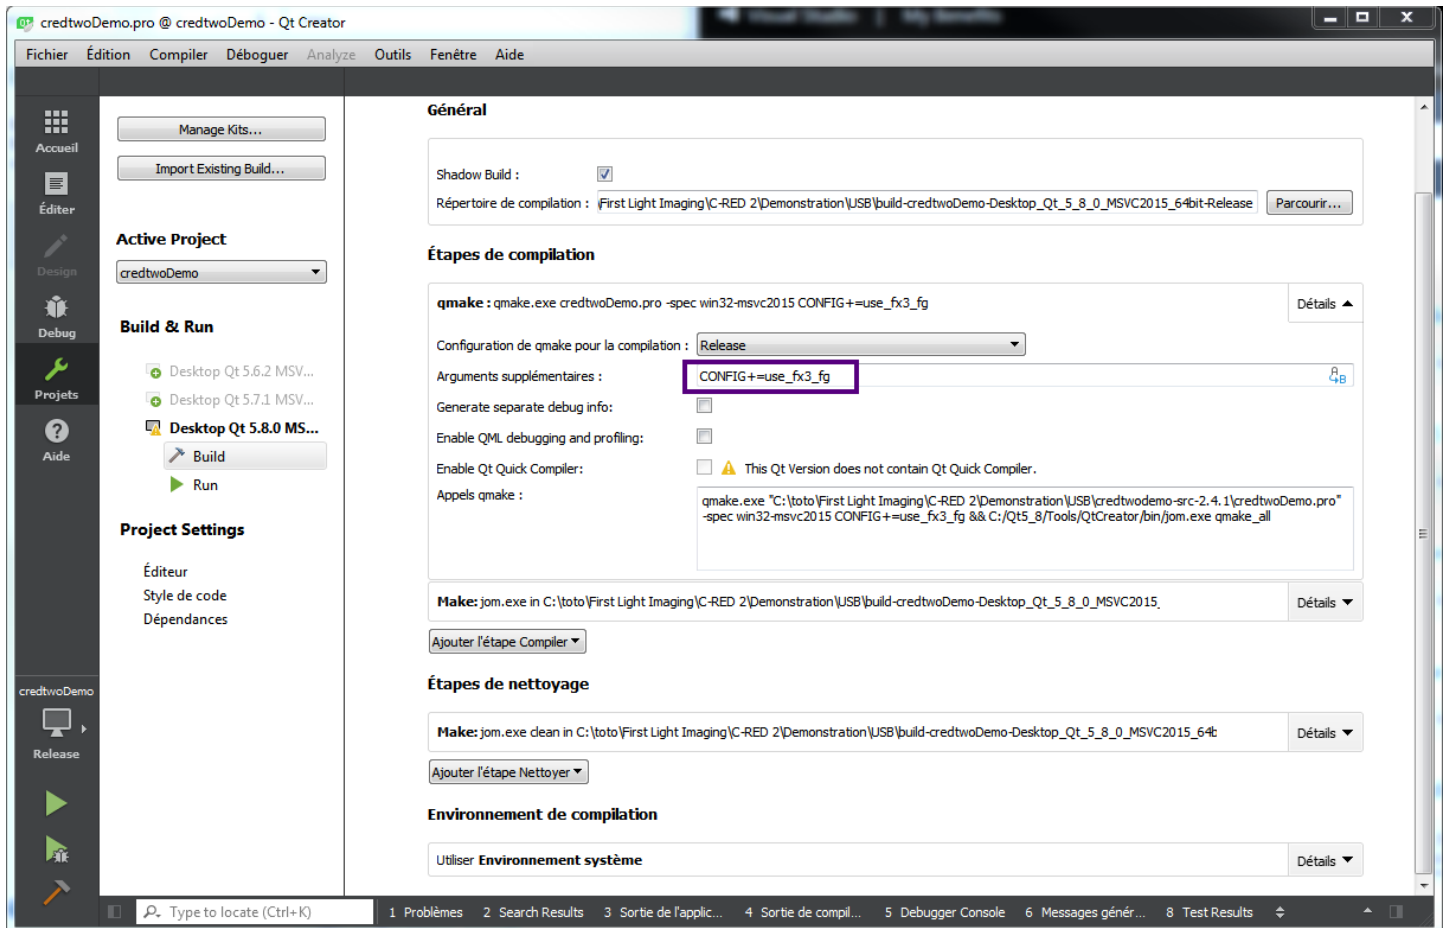 credtwoDemo.pro @ credtwoDemo - Qt Creator
Visual Studio | My Benefits
Fichier Édition Compiler Déboguer Analyze Outils Fenêtre Aide
Accueil
Éditer
Design
Debug
Projets
Aide
credtwoDemo
Release
Manage Kits...
Import Existing Build...
Active Project
credtwoDemo
Build & Run
Desktop Qt 5.6.2 MSV...
Desktop Qt 5.7.1 MSV...
Desktop Qt 5.8.0 MS...
Build
Run
Project Settings
Éditeur
Style de code
Dépendances
Général
Shadow Build :
Répertoire de compilation : \First Light Imaging\C-RED 2\Demonstration\USB\build-credtwoDemo-Desktop_Qt_5_8_0_MSVC2015_64bit-Release Parcourir...
Étapes de compilation
qmake : qmake.exe credtwoDemo.pro -spec win32-msvc2015 CONFIG+=use_fx3_fg Détails
Configuration de qmake pour la compilation : Release
Arguments supplémentaires : CONFIG+=use_fx3_fg
Generate separate debug info:
Enable QML debugging and profiling:
Enable Qt Quick Compiler: This Qt Version does not contain Qt Quick Compiler.
Appels qmake : qmake.exe "C:\toto\First Light Imaging\C-RED 2\Demonstration\USB\credtwodemo-src-2.4.1\credtwoDemo.pro"
-spec win32-msvc2015 CONFIG+=use_fx3_fg && C:/Qt5_8/Tools/QtCreator/bin/jom.exe qmake_all
Make: jom.exe in C:\toto\First Light Imaging\C-RED 2\Demonstration\USB\build-credtwoDemo-Desktop_Qt_5_8_0_MSVC2015_ Détails
Ajouter l'étape Compiler
Étapes de nettoyage
Make: jom.exe clean in C:\toto\First Light Imaging\C-RED 2\Demonstration\USB\build-credtwoDemo-Desktop_Qt_5_8_0_MSVC2015_64b Détails
Ajouter l'étape Nettoyer
Environnement de compilation
Utiliser Environnement système Détails
Type to locate (Ctrl+K) 1 Problèmes 2 Search Results 3 Sortie de l'applic... 4 Sortie de compil... 5 Debugger Console 6 Messages génér... 8 Test Results